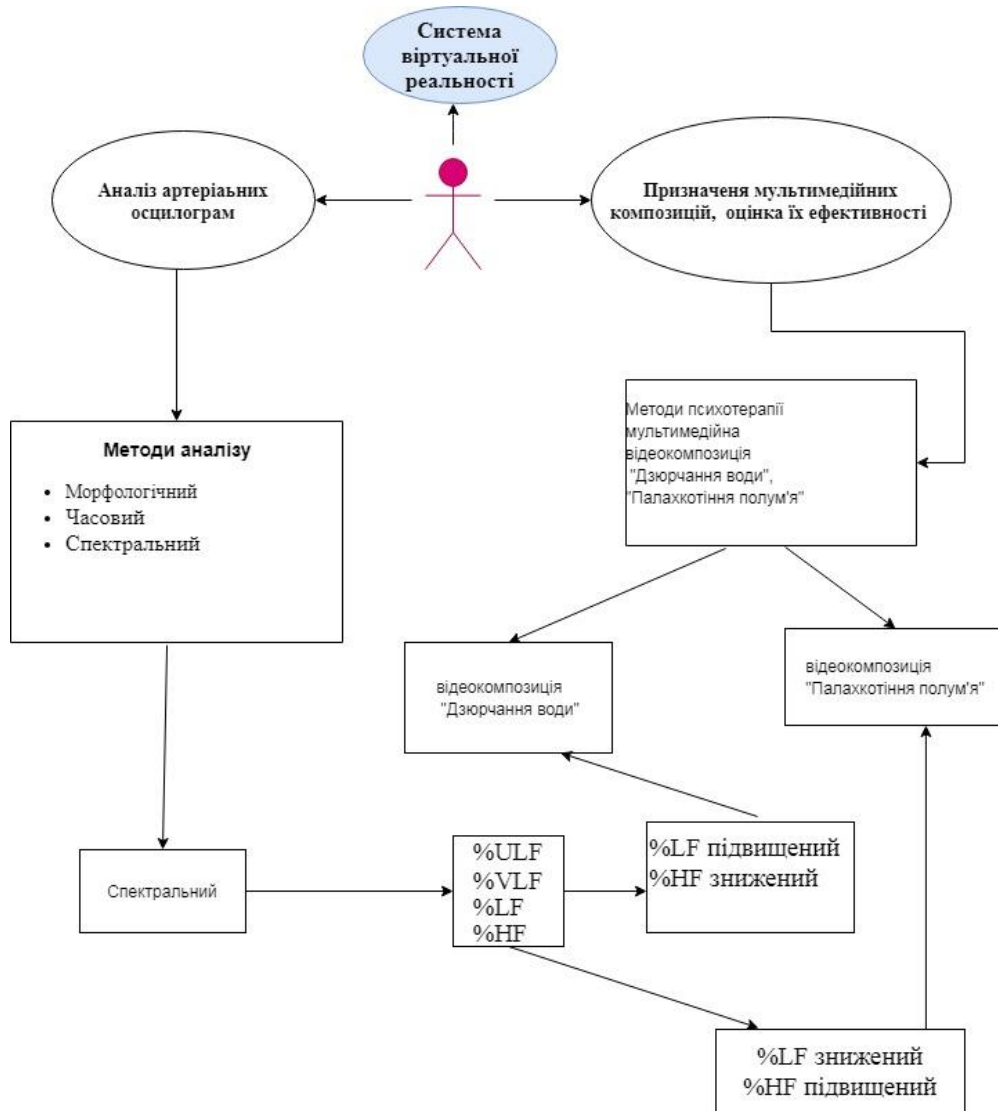 Система
віртуальної
реальності
Аналіз артеріаьних
осцилограм
Призначеня мультимедійних
композицій, оцінка їх ефективності
Методи аналізу
• Морфологічний
• Часовий
• Спектральний
Методи психотерапії
мультимедійна
відеокомпозиція
"Дзюрчання води",
"Палахкотіння полум'я"
відеокомпозиція
"Дзюрчання води"
відеокомпозиція
"Палахкотіння полум'я"
Спектральний
%ULF
%VLF
%LF
%HF
%LF підвищений
%HF знижений
%LF знижений
%HF підвищений